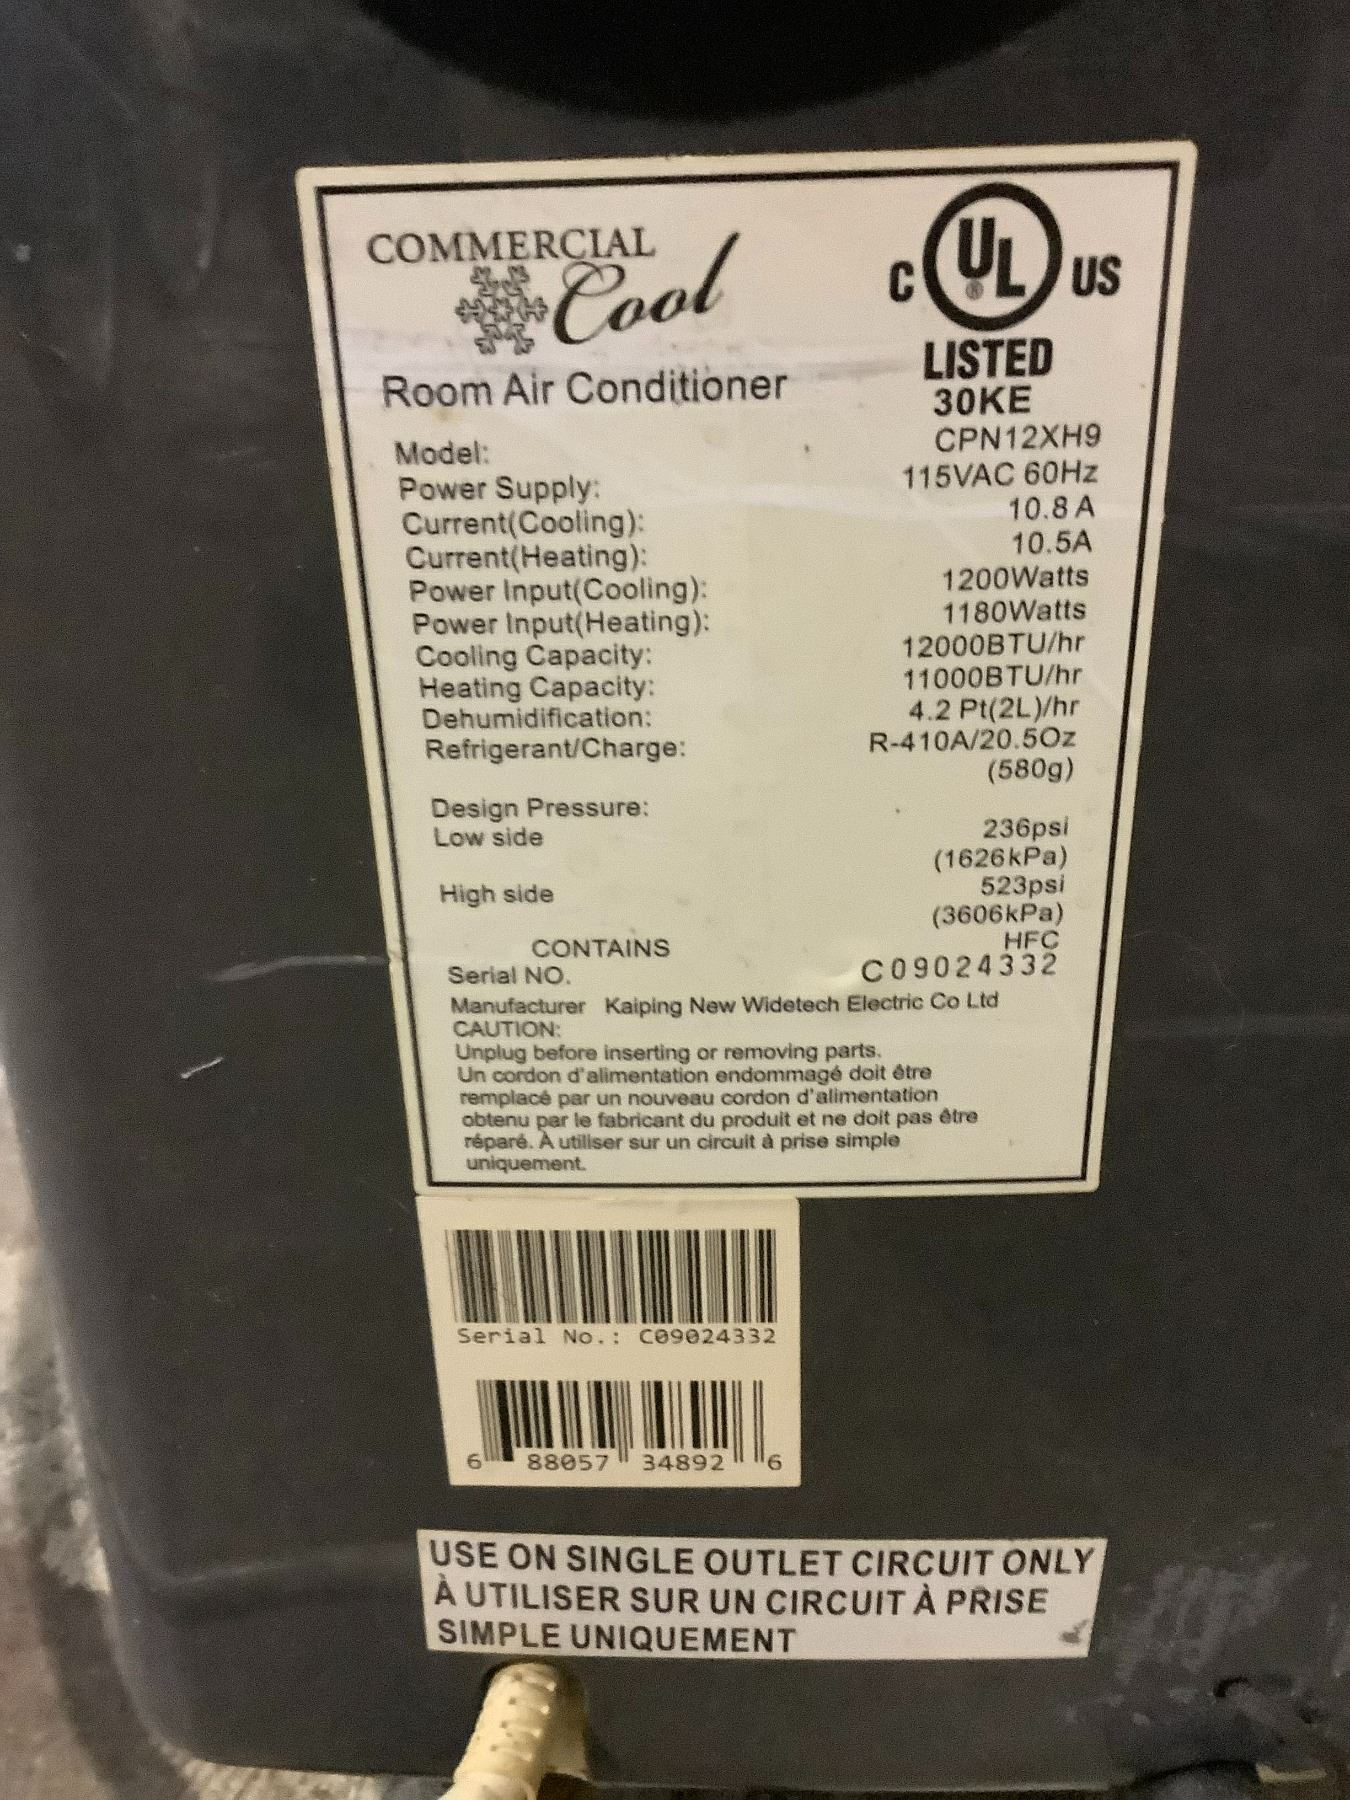 COMMERCIAL
Cool
C UL® US
LISTED
30KE
Room Air Conditioner
Model: CPN12XH9
Power Supply: 115VAC 60Hz
Current(Cooling): 10.8 A
Current(Heating): 10.5A
Power Input(Cooling): 1200Watts
Power Input(Heating): 1180Watts
Cooling Capacity: 12000BTU/hr
Heating Capacity: 11000BTU/hr
Dehumidification: 4.2 Pt(2L)/hr
Refrigerant/Charge: R-410A/20.5Oz
(580g)
Design Pressure:
Low side 236psi
(1626kPa)
High side 523psi
(3606kPa)
CONTAINS HFC
Serial NO. C09024332
Manufacturer Kaiping New Widetech Electric Co Ltd
CAUTION:
Unplug before inserting or removing parts.
Un cordon d'alimentation endommagé doit être
remplacé par un nouveau cordon d'alimentation
obtenu par le fabricant du produit et ne doit pas être
réparé. À utiliser sur un circuit à prise simple
uniquement.
Serial No.: C09024332
6 88057 34892 6
USE ON SINGLE OUTLET CIRCUIT ONLY
À UTILISER SUR UN CIRCUIT À PRISE
SIMPLE UNIQUEMENT